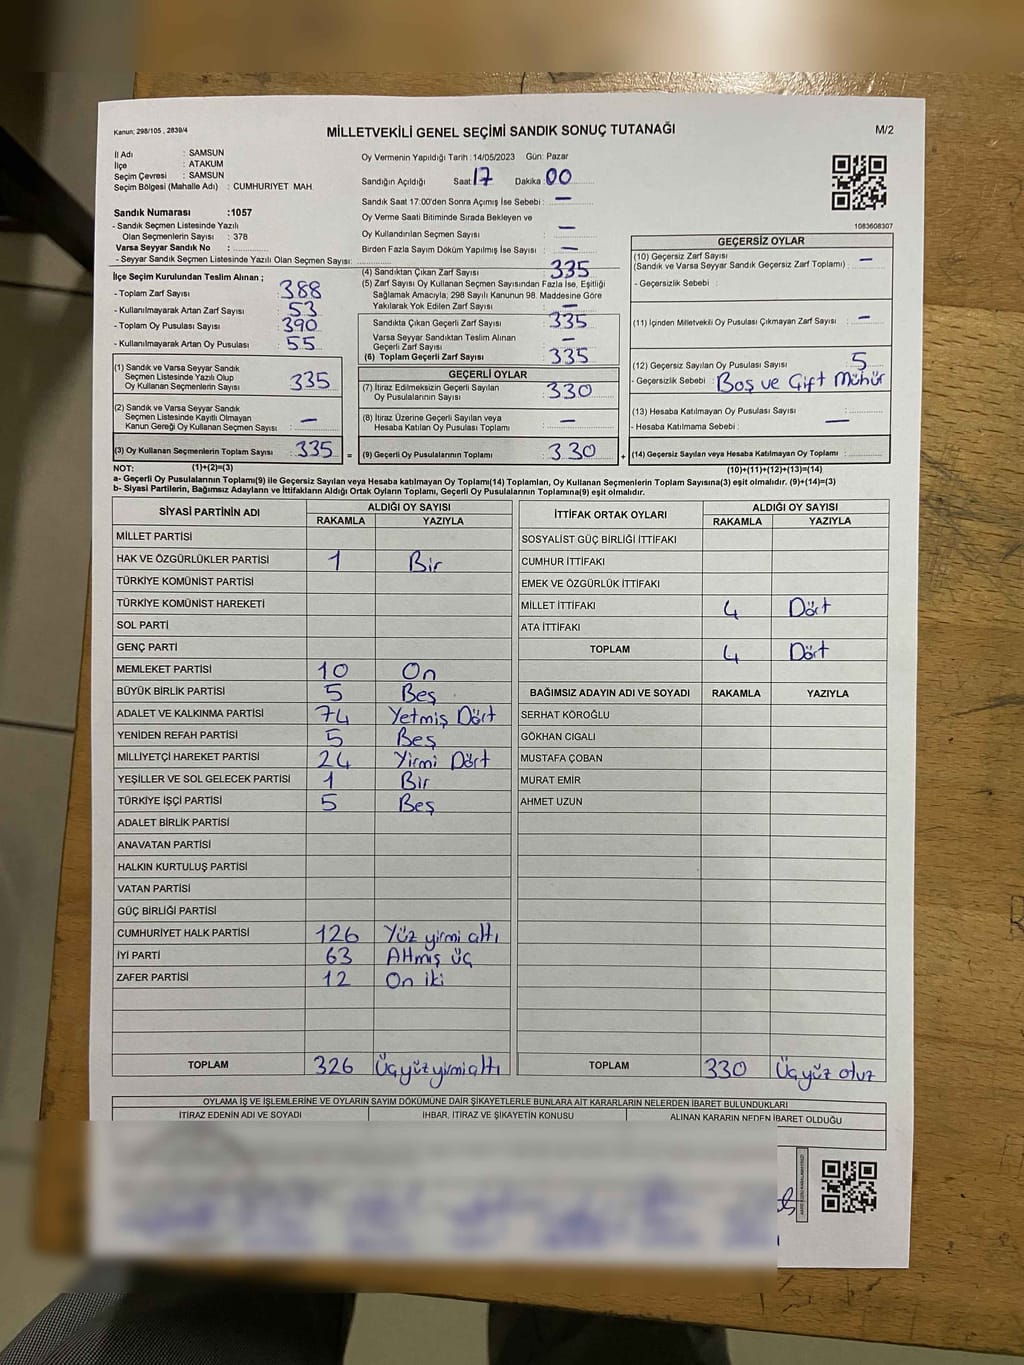 Kanun; 298/105 , 2839/4
MİLLETVEKİLİ GENEL SEÇİMİ SANDIK SONUÇ TUTANAĞI
M/2
İl Adı : SAMSUN
İlçe : ATAKUM
Seçim Çevresi : SAMSUN
Seçim Bölgesi (Mahalle Adı) : CUMHURIYET MAH.
Sandık Numarası :1057
- Sandık Seçmen Listesinde Yazılı
Olan Seçmenlerin Sayısı : 378
Varsa Seyyar Sandık No :
- Seyyar Sandık Seçmen Listesinde Yazılı Olan Seçmen Sayısı:
Oy Vermenin Yapıldığı Tarih :14/05/2023 Gün: Pazar
Sandığın Açıldığı Saat: 17 Dakika: 00
Sandık Saat 17:00'den Sonra Açımış İse Sebebi : —
Oy Verme Saati Bitiminde Sırada Bekleyen ve
Oy Kullandırılan Seçmen Sayısı : —
Birden Fazla Sayım Döküm Yapılmış İse Sayısı : —
1083608307
İlçe Seçim Kurulundan Teslim Alınan ;
- Toplam Zarf Sayısı : 388
- Kullanılmayarak Artan Zarf Sayısı : 53
- Toplam Oy Pusulası Sayısı : 390
- Kullanılmayarak Artan Oy Pusulası : 55
(1) Sandık ve Varsa Seyyar Sandık
Seçmen Listesinde Yazılı Olup
Oy Kullanan Seçmenlerin Sayısı : 335
(2) Sandık ve Varsa Seyyar Sandık
Seçmen Listesinde Kayıtlı Olmayan
Kanun Gereği Oy Kullanan Seçmen Sayısı : —
(3) Oy Kullanan Seçmenlerin Toplam Sayısı : 335 =
(4) Sandıktan Çıkan Zarf Sayısı : 335
(5) Zarf Sayısı Oy Kullanan Seçmen Sayısından Fazla İse, Eşitliği
Sağlamak Amacıyla; 298 Sayılı Kanunun 98. Maddesine Göre
Yakılarak Yok Edilen Zarf Sayısı : —
Sandıkta Çıkan Geçerli Zarf Sayısı : 335
Varsa Seyyar Sandıktan Teslim Alınan
Geçerli Zarf Sayısı : —
(6) Toplam Geçerli Zarf Sayısı : 335
GEÇERLİ OYLAR
(7) İtiraz Edilmeksizin Geçerli Sayılan
Oy Pusulasının Sayısı : 330
(8) İtiraz Üzerine Geçerli Sayılan veya
Hesaba Katılan Oy Pusulası Toplamı : —
(9) Geçerli Oy Pusulalarının Toplamı : 330 +
GEÇERSİZ OYLAR
(10) Geçersiz Zarf Sayısı
(Sandık ve Varsa Seyyar Sandık Geçersiz Zarf Toplamı) : —
- Geçersizlik Sebebi :
(11) İçinden Milletvekili Oy Pusulası Çıkmayan Zarf Sayısı : —
(12) Geçersiz Sayılan Oy Pusulası Sayısı : 5
- Geçersizlik Sebebi : Boş ve Çift Mühür
(13) Hesaba Katılmayan Oy Pusulası Sayısı :
- Hesaba Katılmama Sebebi : —
(14) Geçersiz Sayılan veya Hesaba Katılmayan Oy Toplamı :
NOT: (1)+(2)=(3) (10)+(11)+(12)+(13)=(14)
a- Geçerli Oy Pusulasının Toplamı(9) ile Geçersiz Sayılan veya Hesaba katılmayan Oy Toplamı(14) Toplamları, Oy Kullanan Seçmenlerin Toplam Sayısına(3) eşit olmalıdır. (9)+(14)=(3)
b- Siyasi Partilerin, Bağımsız Adayların ve İttifakların Aldığı Ortak Oyların Toplamı, Geçerli Oy Pusulalarının Toplamına(9) eşit olmalıdır.
SİYASİ PARTİNİN ADI ALDIĞI OY SAYISI
RAKAMLA YAZIYLA
MİLLET PARTİSİ
HAK VE ÖZGÜRLÜKLER PARTİSİ 1 Bir
TÜRKİYE KOMÜNİST PARTİSİ
TÜRKİYE KOMÜNİST HAREKETİ
SOL PARTİ
GENÇ PARTİ
MEMLEKET PARTİSİ 10 On
BÜYÜK BİRLİK PARTİSİ 5 Beş
ADALET VE KALKINMA PARTİSİ 74 Yetmiş Dört
YENİDEN REFAH PARTİSİ 5 Beş
MİLLİYETÇİ HAREKET PARTİSİ 24 Yirmi Dört
YEŞİLLER VE SOL GELECEK PARTİSİ 1 Bir
TÜRKİYE İŞÇİ PARTİSİ 5 Beş
ADALET BİRLİK PARTİSİ
ANAVATAN PARTİSİ
HALKIN KURTULUŞ PARTİSİ
VATAN PARTİSİ
GÜÇ BİRLİĞİ PARTİSİ
CUMHURİYET HALK PARTİSİ 126 Yüz yirmi altı
İYİ PARTİ 63 Altmış üç
ZAFER PARTİSİ 12 On iki
TOPLAM 326 Üçyüzyirmialtı
İTTİFAK ORTAK OYLARI ALDIĞI OY SAYISI
RAKAMLA YAZIYLA
SOSYALİST GÜÇ BİRLİĞİ İTTİFAKI
CUMHUR İTTİFAKI
EMEK VE ÖZGÜRLÜK İTTİFAKI
MİLLET İTTİFAKI 4 Dört
ATA İTTİFAKI
TOPLAM 4 Dört
BAĞIMSIZ ADAYIN ADI VE SOYADI RAKAMLA YAZIYLA
SERHAT KÖROĞLU
GÖKHAN CIGALI
MUSTAFA ÇOBAN
MURAT EMİR
AHMET UZUN
TOPLAM 330 Üçyüz otuz
OYLAMA İŞ VE İŞLEMLERİNE VE OYLARIN SAYIM DÖKÜMÜNE DAİR ŞİKAYETLERLE BUNLARA AİT KARARLARIN NELERDEN İBARET BULUNDUKLARI
İTİRAZ EDENİN ADI VE SOYADI İHBAR, İTİRAZ VE ŞİKAYETİN KONUSU ALINAN KARARIN NEDEN İBARET OLDUĞU